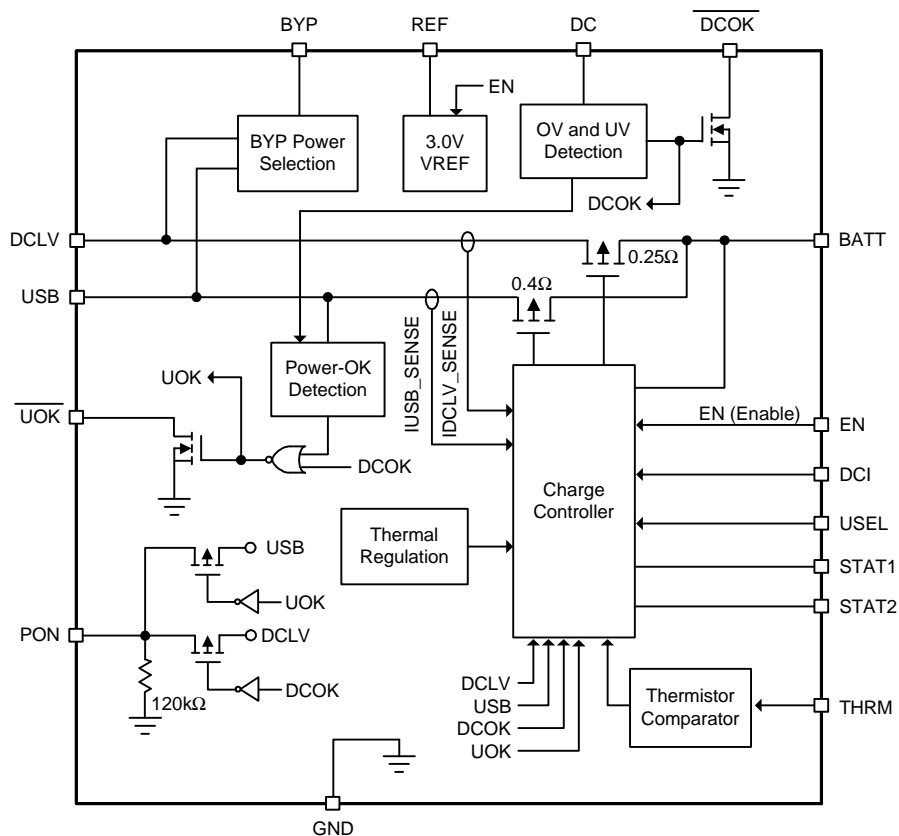 BYP
REF
DC
DCOK
EN
BYP Power
Selection
3.0V
VREF
OV and UV
Detection
DCOK
DCLV
BATT
0.25Ω
0.4Ω
USB
IUSB_SENSE
IDCLV_SENSE
Power-OK
Detection
UOK
UOK
DCOK
EN (Enable)
EN
DCI
Charge
Controller
USEL
Thermal
Regulation
STAT1
STAT2
USB
UOK
PON
DCLV
DCOK
120kΩ
DCLV
USB
DCOK
UOK
Thermistor
Comparator
THRM
GND